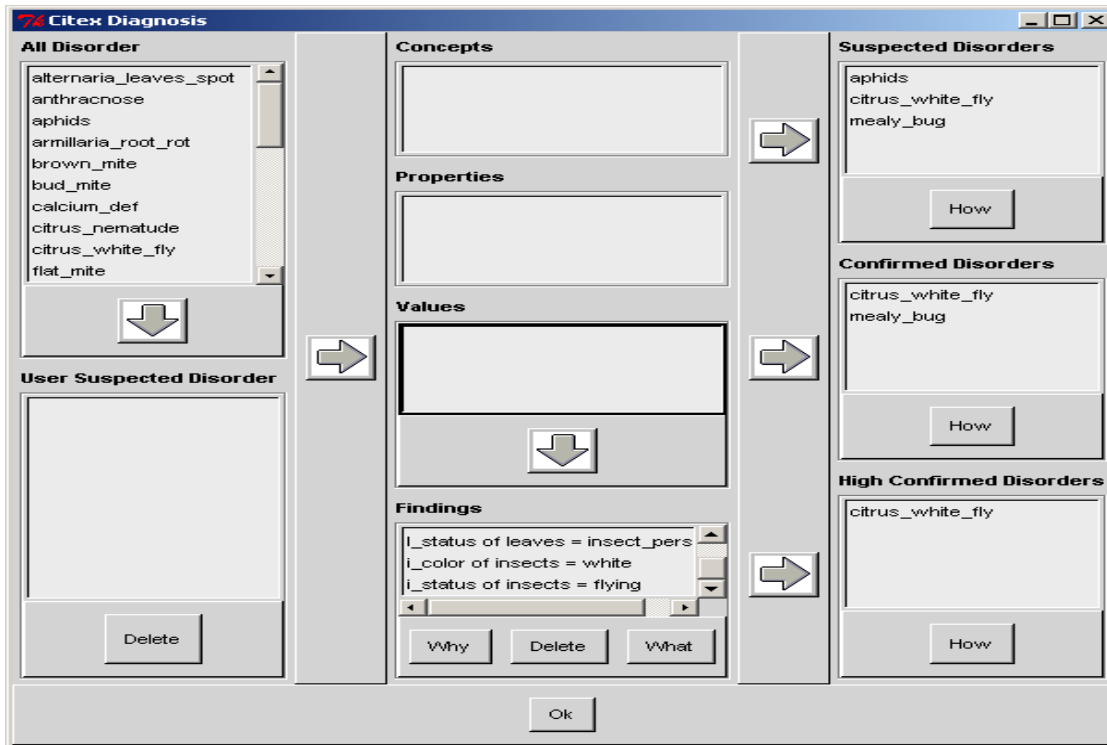 Citex Diagnosis
All Disorder
alternaria_leaves_spot
anthracnose
aphids
armillaria_root_rot
brown_mite
bud_mite
calcium_def
citrus_nematude
citrus_white_fly
flat_mite
User Suspected Disorder
Delete
Concepts
Properties
Values
Findings
l_status of leaves = insect_pers
i_color of insects = white
i_status of insects = flying
Why
Delete
What
Suspected Disorders
aphids
citrus_white_fly
mealy_bug
How
Confirmed Disorders
citrus_white_fly
mealy_bug
How
High Confirmed Disorders
citrus_white_fly
How
Ok